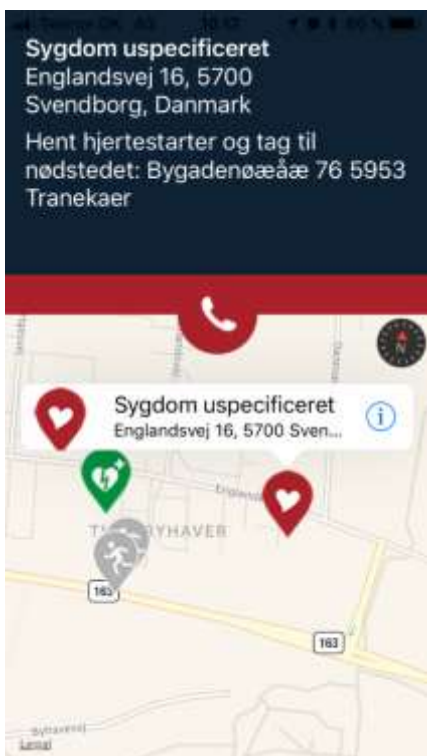 Sygdom uspecificeret
Englandsvej 16, 5700
Svendborg, Danmark
Hent hjertestarter og tag til
nødstedet: Bygadenøæåæ 76 5953
Tranekaer
N
Sygdom uspecificeret
Englandsvej 16, 5700 Sven...
163
163
Byhavevej
Legal